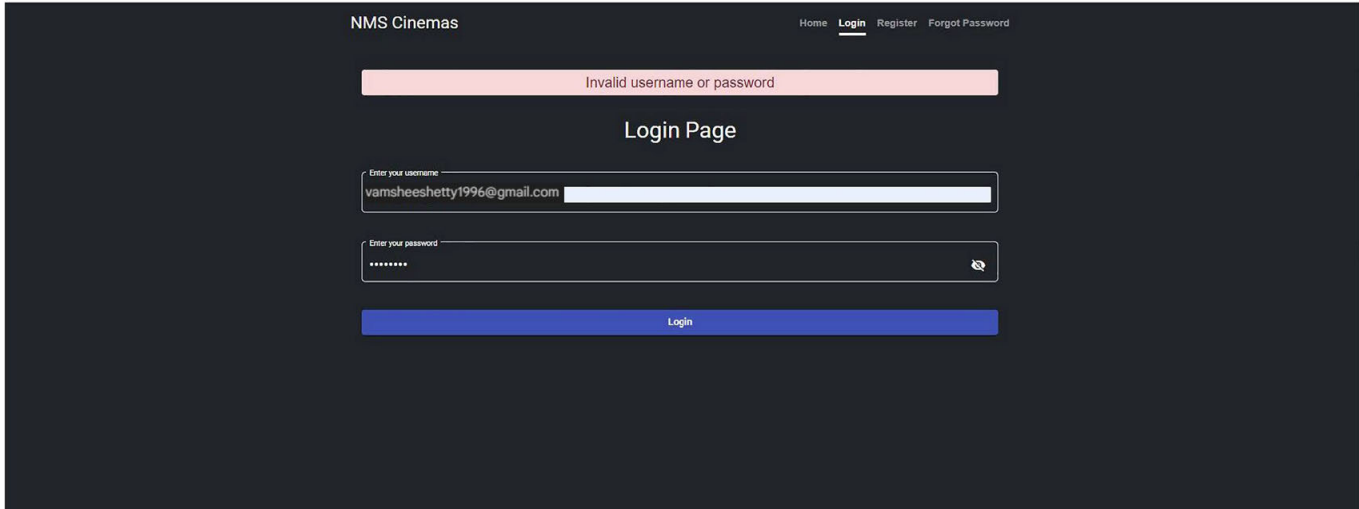 NMS Cinemas Home Login Register Forgot Password
Invalid username or password
Login Page
Enter your username
vamsheeshetty1996@gmail.com
Enter your password
••••••••
Login